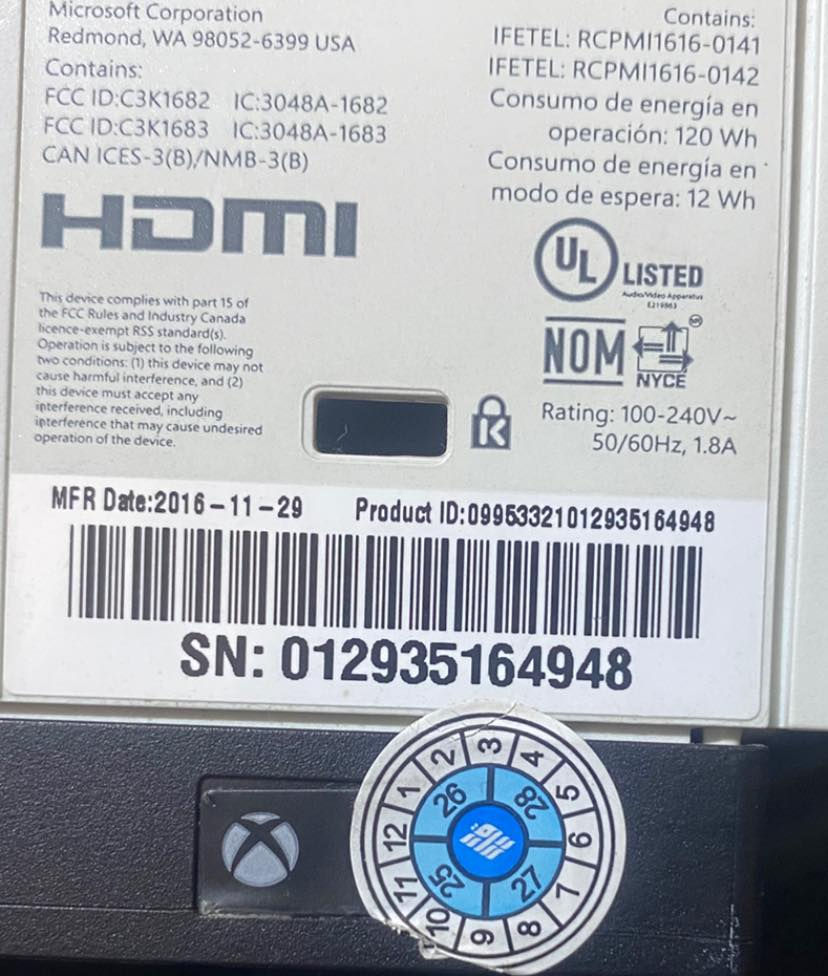 Microsoft Corporation
Redmond, WA 98052-6399 USA
Contains:
FCC ID:C3K1682 IC:3048A-1682
FCC ID:C3K1683 IC:3048A-1683
CAN ICES-3(B)/NMB-3(B)
HDMI
This device complies with part 15 of
the FCC Rules and Industry Canada
licence-exempt RSS standard(s).
Operation is subject to the following
two conditions: (1) this device may not
cause harmful interference, and (2)
this device must accept any
interference received, including
interference that may cause undesired
operation of the device.
Contains:
IFETEL: RCPMI1616-0141
IFETEL: RCPMI1616-0142
Consumo de energía en
operación: 120 Wh
Consumo de energía en
modo de espera: 12 Wh
UL LISTED
Audio/Video Apparatus
E219863
NOM
NYCE
K
Rating: 100-240V~
50/60Hz, 1.8A
MFR Date:2016-11-29 Product ID:09953321012935164948
SN: 012935164948
1 2 3 4 5 6 7 8 9 10 11 12
25 26 28 27